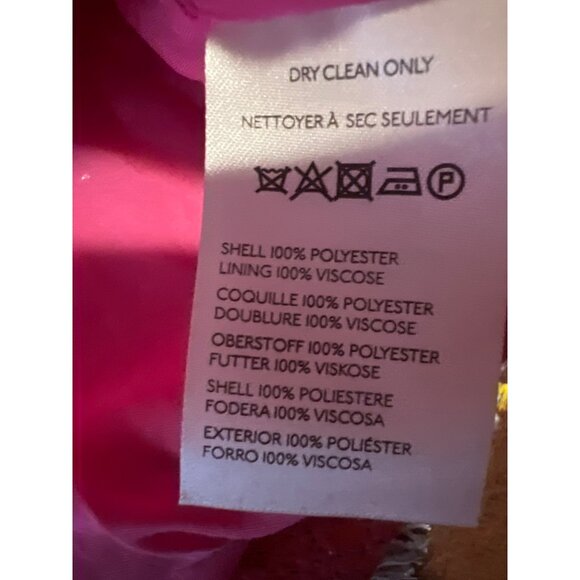 DRY CLEAN ONLY
NETTOYER À SEC SEULEMENT
P
SHELL 100% POLYESTER
LINING 100% VISCOSE
COQUILLE 100% POLYESTER
DOUBLURE 100% VISCOSE
OBERSTOFF 100% POLYESTER
FUTTER 100% VISKOSE
SHELL 100% POLIESTERE
FODERA 100% VISCOSA
EXTERIOR 100% POLIÉSTER
FORRO 100% VISCOSA